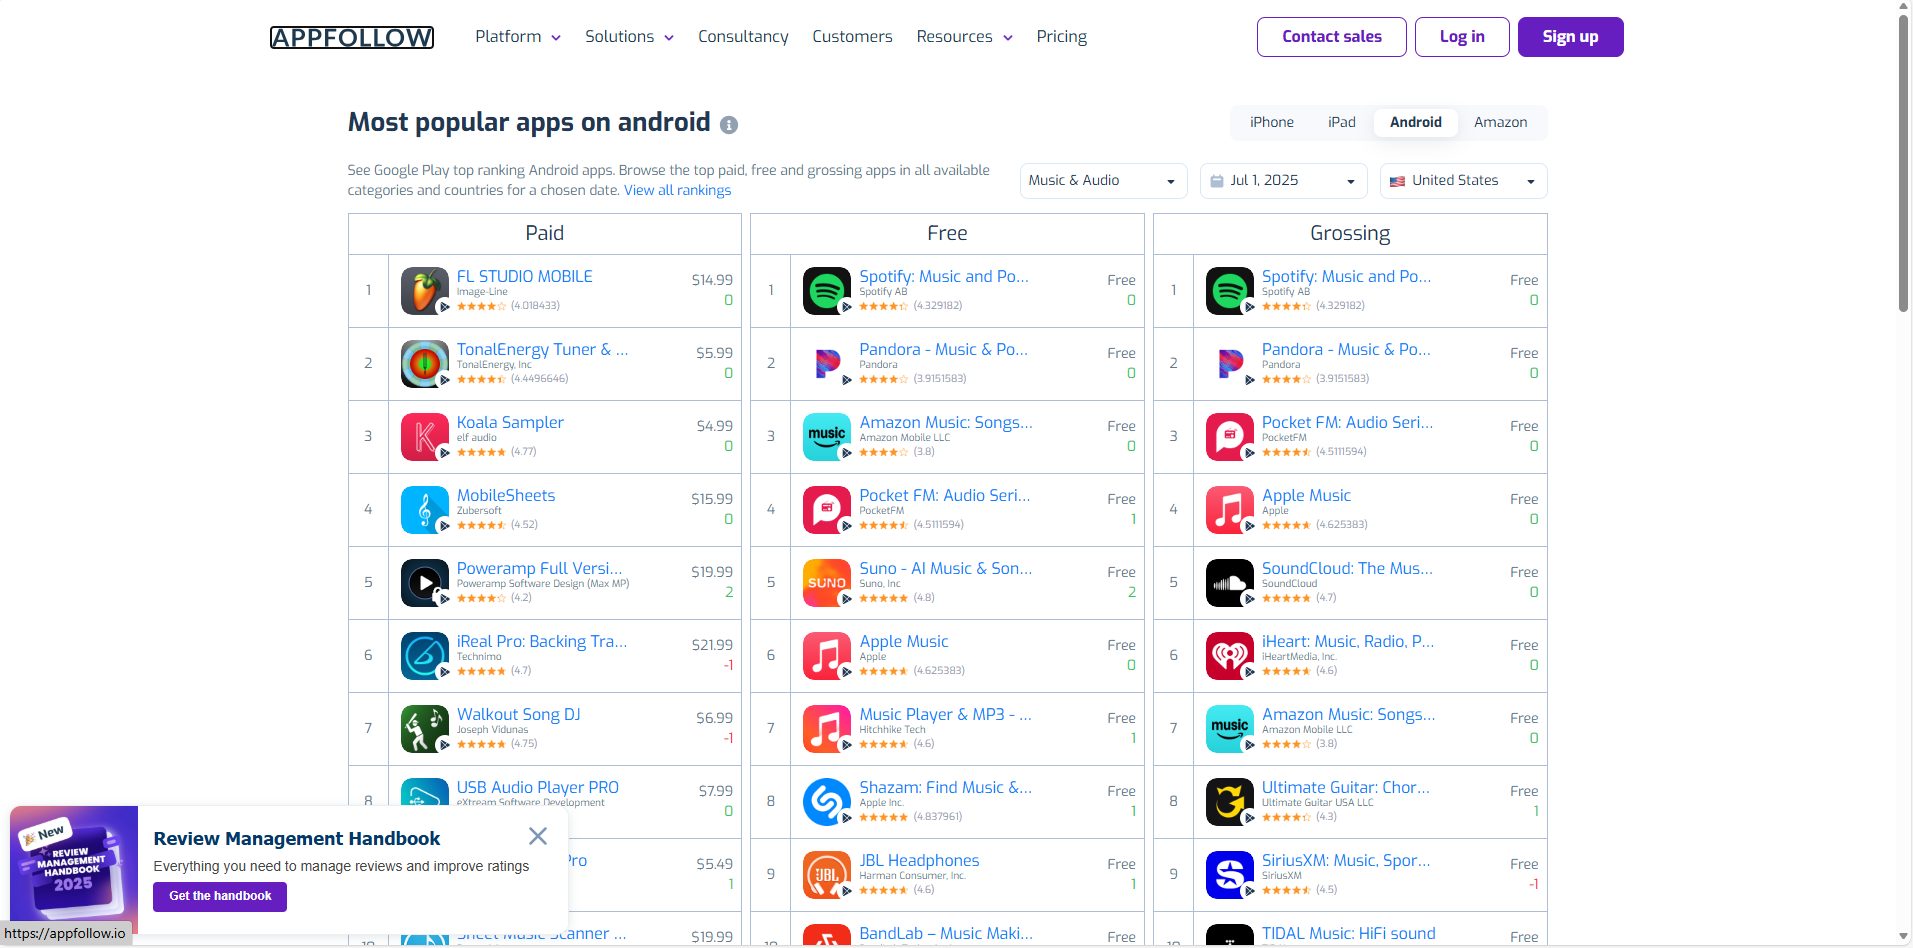 APPFOLLOW
Platform
Solutions
Consultancy
Customers
Resources
Pricing
Contact sales
Log in
Sign up
Most popular apps on android
iPhone
iPad
Android
Amazon
See Google Play top ranking Android apps. Browse the top paid, free and grossing apps in all available
categories and countries for a chosen date. View all rankings
Music & Audio
Jul 1, 2025
United States
Paid
1
FL STUDIO MOBILE
$14.99
Image-Line
0
(4.018433)
2
TonalEnergy Tuner & ...
$5.99
TonalEnergy, Inc
0
(4.4496646)
3
Koala Sampler
$4.99
elf audio
0
(4.77)
4
MobileSheets
$15.99
Zubersoft
0
(4.52)
5
Poweramp Full Versi...
$19.99
Poweramp Software Design (Max MP)
2
(4.2)
6
iReal Pro: Backing Tra...
$21.99
Technimo
-1
(4.7)
7
Walkout Song DJ
$6.99
Joseph Vidunas
-1
(4.75)
8
USB Audio Player PRO
$7.99
eXtream Software Development
0
Pro
$5.49
1
Sheet Music Scanner ...
$19.99
Free
1
Spotify: Music and Po...
Free
Spotify AB
0
(4.329182)
2
Pandora - Music & Po...
Free
Pandora
0
(3.9151583)
3
music
Amazon Music: Songs...
Free
Amazon Mobile LLC
0
(3.8)
4
Pocket FM: Audio Seri...
Free
PocketFM
1
(4.5111594)
5
SUNO
Suno - AI Music & Son...
Free
Suno, Inc
2
(4.8)
6
Apple Music
Free
Apple
0
(4.625383)
7
Music Player & MP3 - ...
Free
Hitchhike Tech
1
(4.6)
8
Shazam: Find Music &...
Free
Apple Inc.
1
(4.837961)
9
JBL
JBL Headphones
Free
Harman Consumer, Inc.
1
(4.6)
10
BandLab – Music Maki...
Free
Grossing
1
Spotify: Music and Po...
Free
Spotify AB
0
(4.329182)
2
Pandora - Music & Po...
Free
Pandora
0
(3.9151583)
3
Pocket FM: Audio Seri...
Free
PocketFM
0
(4.5111594)
4
Apple Music
Free
Apple
0
(4.625383)
5
SoundCloud: The Mus...
Free
SoundCloud
0
(4.7)
6
iHeart: Music, Radio, P...
Free
iHeartMedia, Inc.
0
(4.6)
7
music
Amazon Music: Songs...
Free
Amazon Mobile LLC
0
(3.8)
8
Ultimate Guitar: Chor...
Free
Ultimate Guitar USA LLC
1
(4.3)
9
SiriusXM: Music, Spor...
Free
SiriusXM
-1
(4.5)
10
TIDAL Music: HiFi sound
Free
New
REVIEW
MANAGEMENT
HANDBOOK
2025
Review Management Handbook
Everything you need to manage reviews and improve ratings
Get the handbook
https://appfollow.io